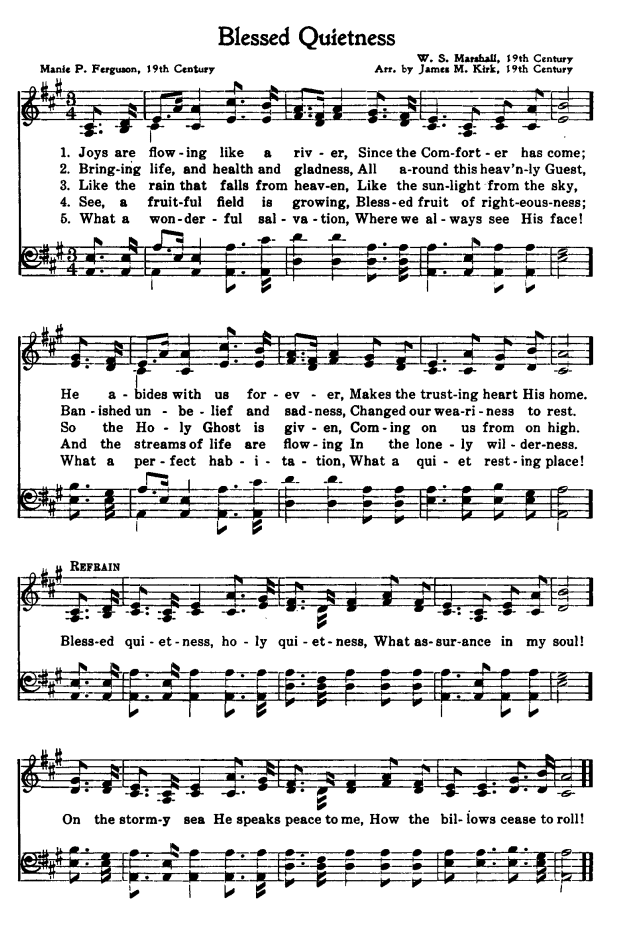 Blessed Quietness
W. S. Marshall, 19th Century
Manie P. Ferguson, 19th Century Arr. by James M. Kirk, 19th Century
3 4
1. Joys are flow-ing like a riv-er, Since the Com-fort-er has come;
2. Bring-ing life, and health and gladness, All a-round this heav'n-ly Guest,
3. Like the rain that falls from heav-en, Like the sun-light from the sky,
4. See, a fruit-ful field is growing, Bless-ed fruit of right-eous-ness;
5. What a won-der-ful sal-va-tion, Where we al-ways see His face!
3 4
He a-bides with us for-ev-er, Makes the trust-ing heart His home.
Ban-ished un-be-lief and sad-ness, Changed our wea-ri-ness to rest.
So the Ho-ly Ghost is giv-en, Com-ing on us from on high.
And the streams of life are flow-ing In the lone-ly wil-der-ness.
What a per-fect hab-i-ta-tion, What a qui-et rest-ing place!
REFRAIN
Bless-ed qui-et-ness, ho-ly qui-et-ness, What as-sur-ance in my soul!
On the storm-y sea He speaks peace to me, How the bil-lows cease to roll!